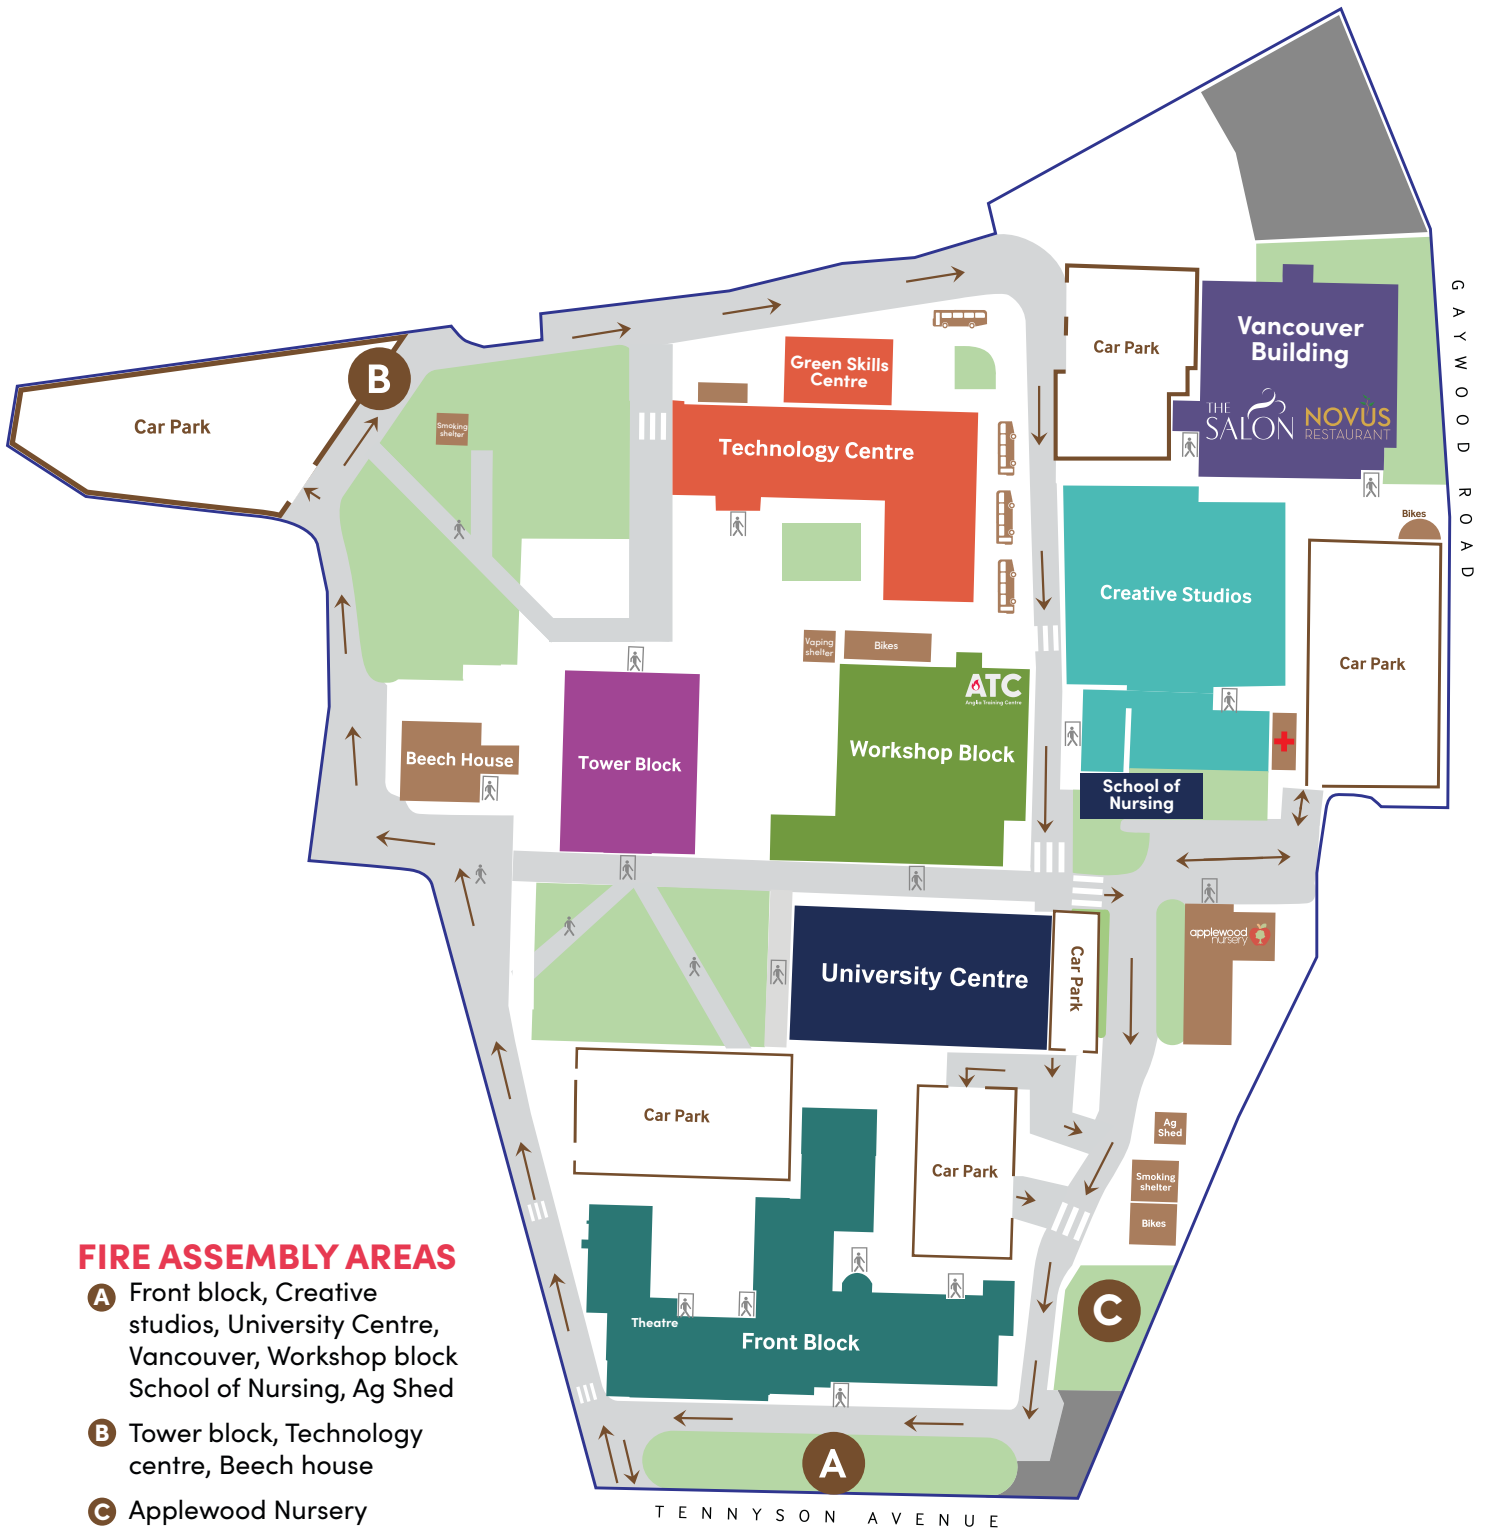 GAYWOOD ROAD
Vancouver
Building
THE
SALON
NOVUS
RESTAURANT
Car Park
Green Skills
Centre
B
Car Park
Smoking
shelter
Technology Centre
Bikes
Creative Studios
Car Park
Vaping
shelter
Bikes
ATC
Anglia Training Centre
Workshop Block
Beech House
Tower Block
School of
Nursing
applewood
nursery
University Centre
Car Park
Car Park
Car Park
Ag
Shed
Smoking
shelter
Bikes
C
Theatre
Front Block
A
TENNYSON AVENUE
FIRE ASSEMBLY AREAS
A Front block, Creative
studios, University Centre,
Vancouver, Workshop block
School of Nursing, Ag Shed
B Tower block, Technology
centre, Beech house
C Applewood Nursery